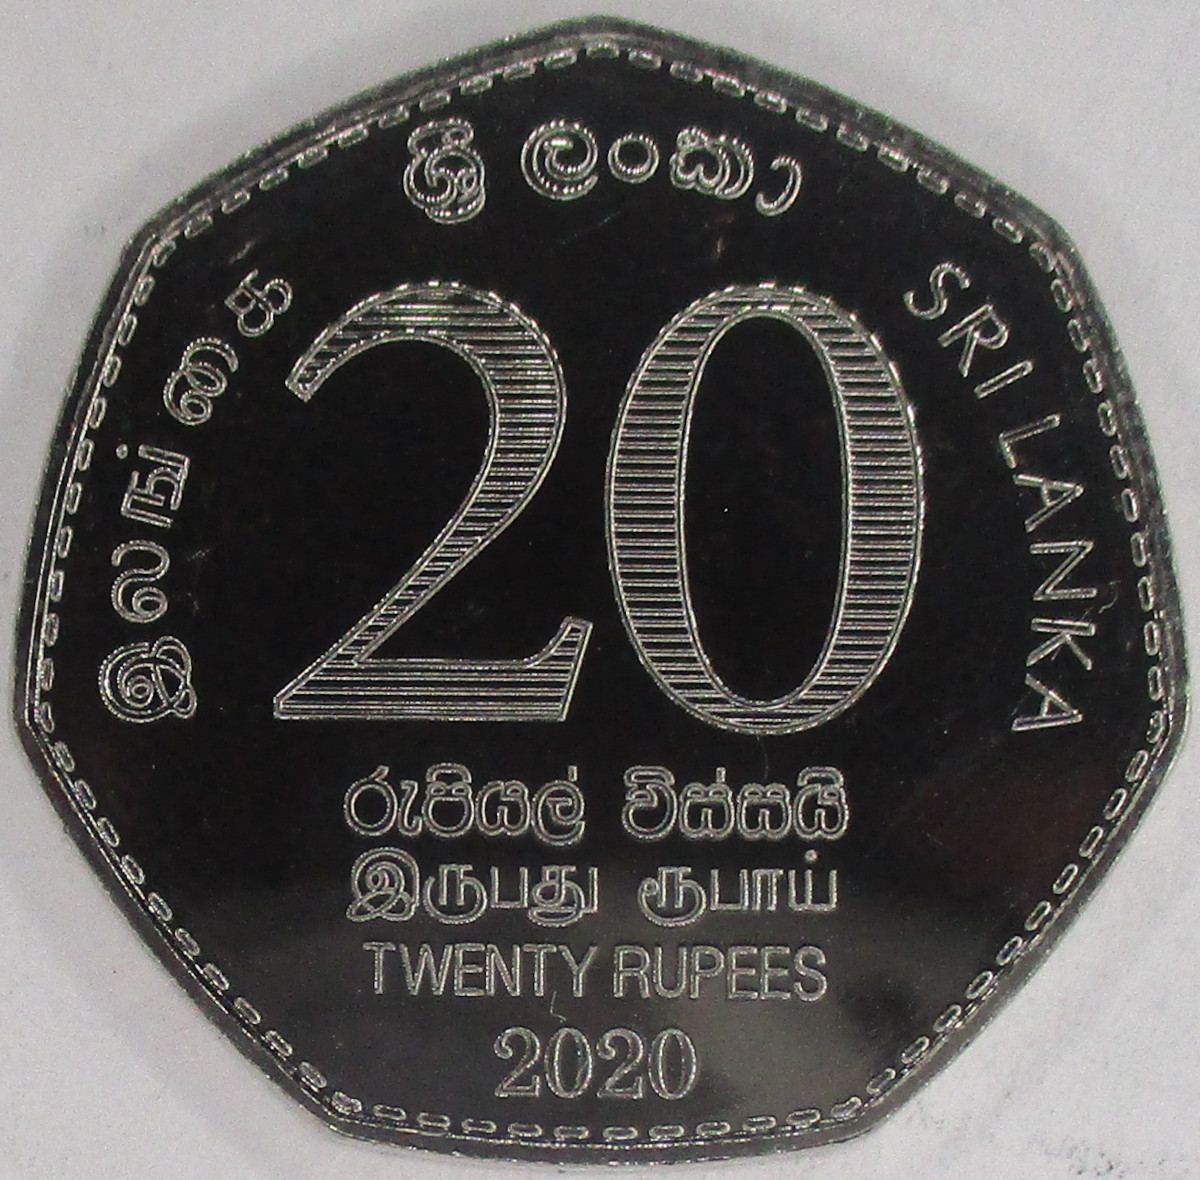 ශ්‍රී ලංකා
இலங்கை
SRI LANKA
20
රුපියල් විස්සයි
இருபது ரூபாய்
TWENTY RUPEES
2020